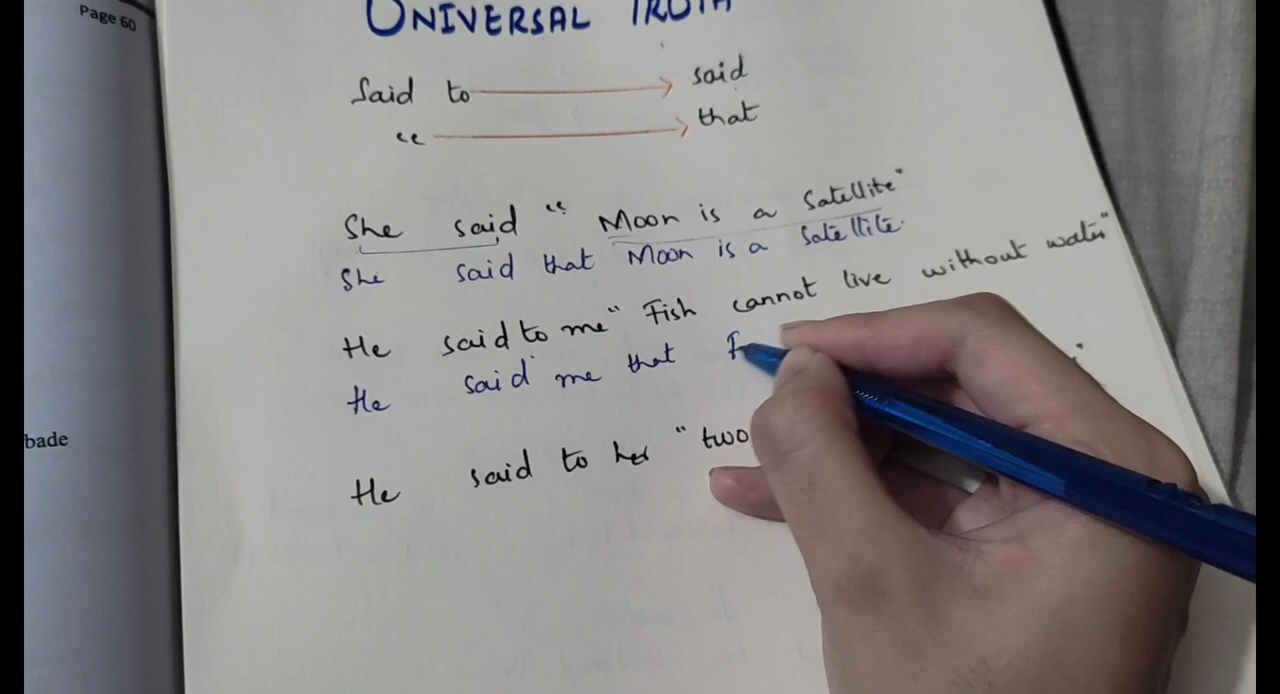 Page 60
UNIVERSAL TRUTH
Said to → said
“ → that
She said “ Moon is a Satellite"
She said that Moon is a Satellite.
He said to me " Fish cannot live without water"
He said me that F
He said to her " two
bade